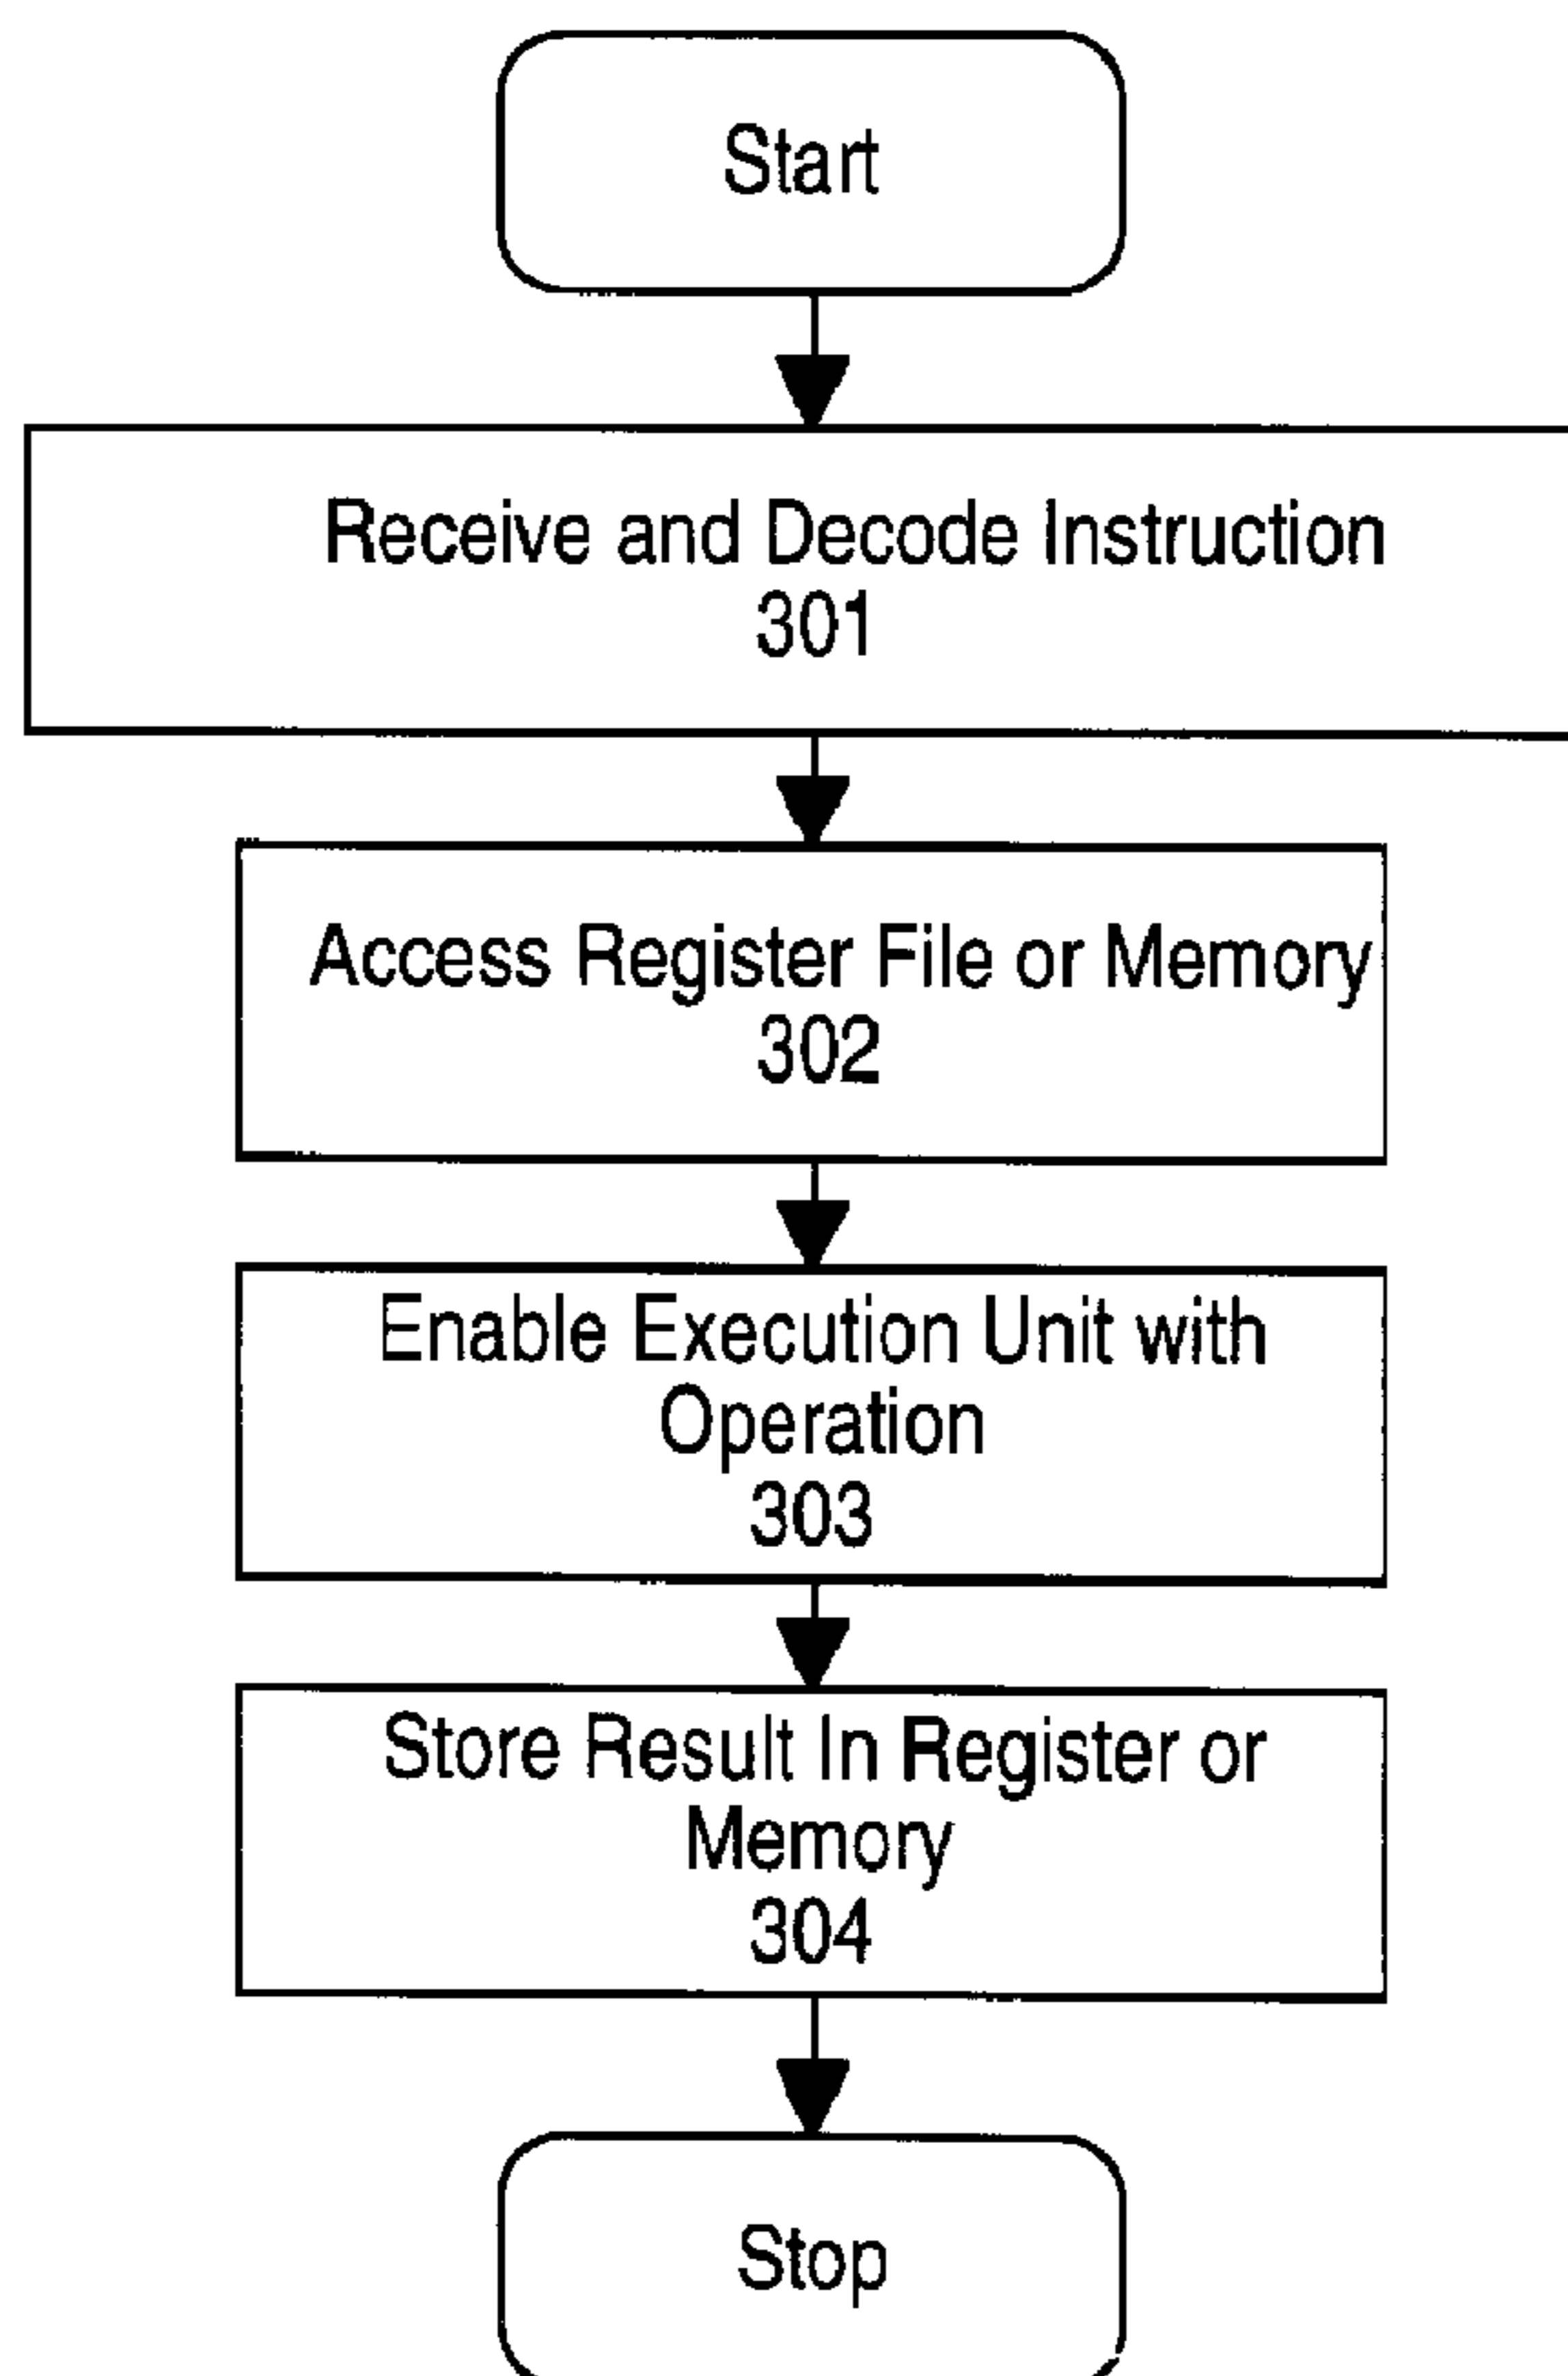 Start
Receive and Decode Instruction
301
Access Register File or Memory
302
Enable Execution Unit with
Operation
303
Store Result In Register or
Memory
304
Stop